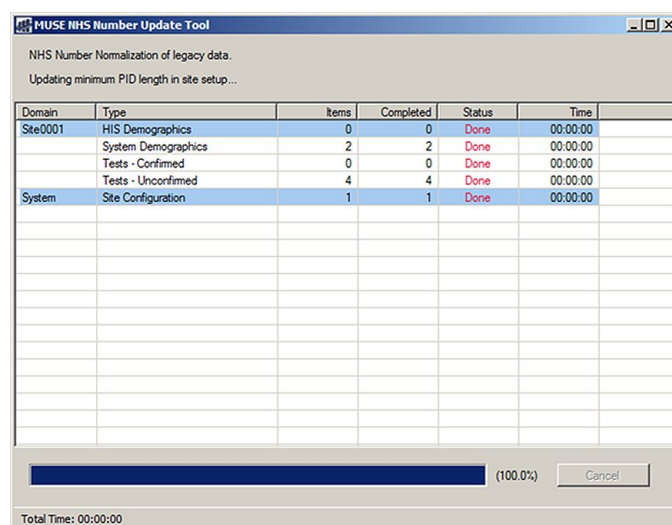 MUSE NHS Number Update Tool
NHS Number Normalization of legacy data.
Updating minimum PID length in site setup...
Domain Type Items Completed Status Time
Site0001 HIS Demographics 0 0 Done 00:00:00
System Demographics 2 2 Done 00:00:00
Tests - Confirmed 0 0 Done 00:00:00
Tests - Unconfirmed 4 4 Done 00:00:00
System Site Configuration 1 1 Done 00:00:00
(100.0%) Cancel
Total Time: 00:00:00